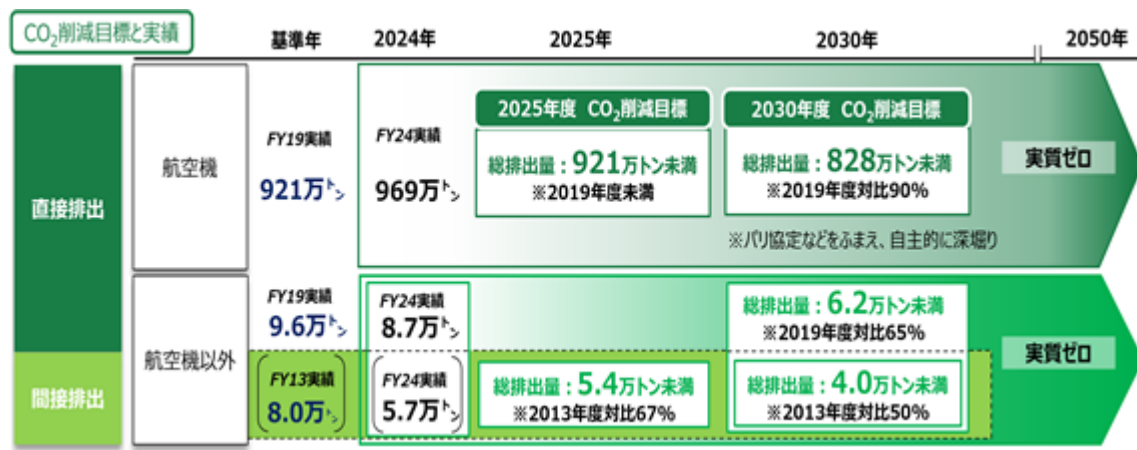 CO₂削減目標と実績
基準年 2024年 2025年 2030年 2050年
直接排出
航空機
FY19実績
921万トン
FY24実績
969万トン
2025年度 CO₂削減目標
総排出量：921万トン未満
※2019年度未満
2030年度 CO₂削減目標
総排出量：828万トン未満
※2019年度対比90%
※パリ協定などをふまえ、自主的に深堀り
実質ゼロ
航空機以外
FY19実績
9.6万トン
FY24実績
8.7万トン
総排出量：6.2万トン未満
※2019年度対比65%
実質ゼロ
間接排出
FY13実績
8.0万トン
FY24実績
5.7万トン
総排出量：5.4万トン未満
※2013年度対比67%
総排出量：4.0万トン未満
※2013年度対比50%